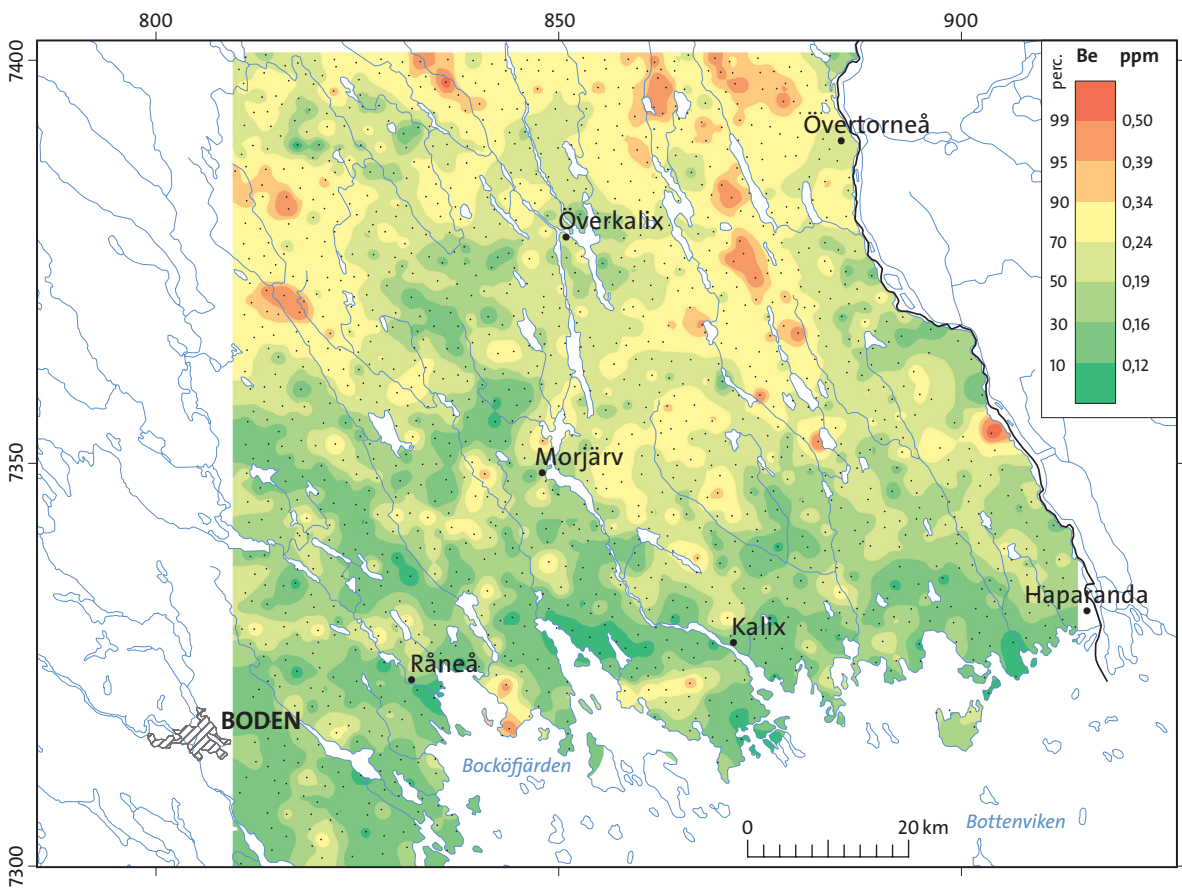 800 850 900
7400
7350
7300
perc. Be ppm
99 0,50
95 0,39
90 0,34
70 0,24
50 0,19
30 0,16
10 0,12
Övertorneå
Överkalix
Morjärv
Haparanda
Kalix
Råneå
BODEN
Bocköfjärden
Bottenviken
0 20 km